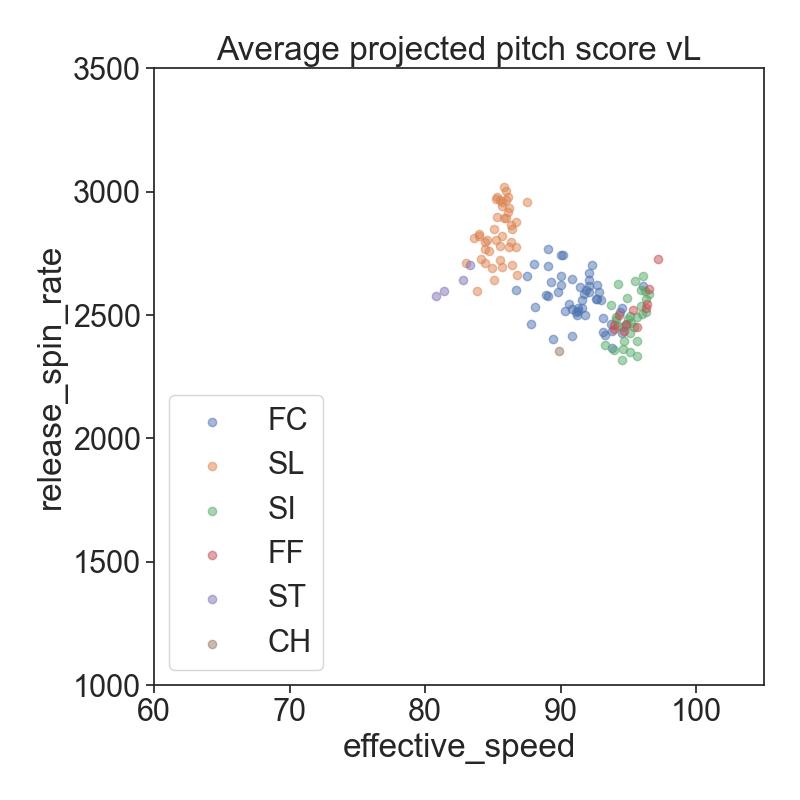 Average projected pitch score vL
3500
3000
2500
2000
1500
1000
release_spin_rate
FC
SL
SI
FF
ST
CH
60
70
80
90
100
effective_speed